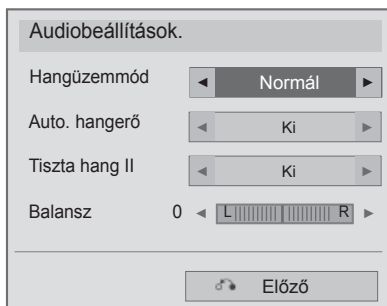 Audiobeállítások.
Hangüzemmód ◄ Normál ►
Auto. hangerő ◄ Ki ►
Tiszta hang II ◄ Ki ►
Balansz 0 ◄ L R ►
Előző